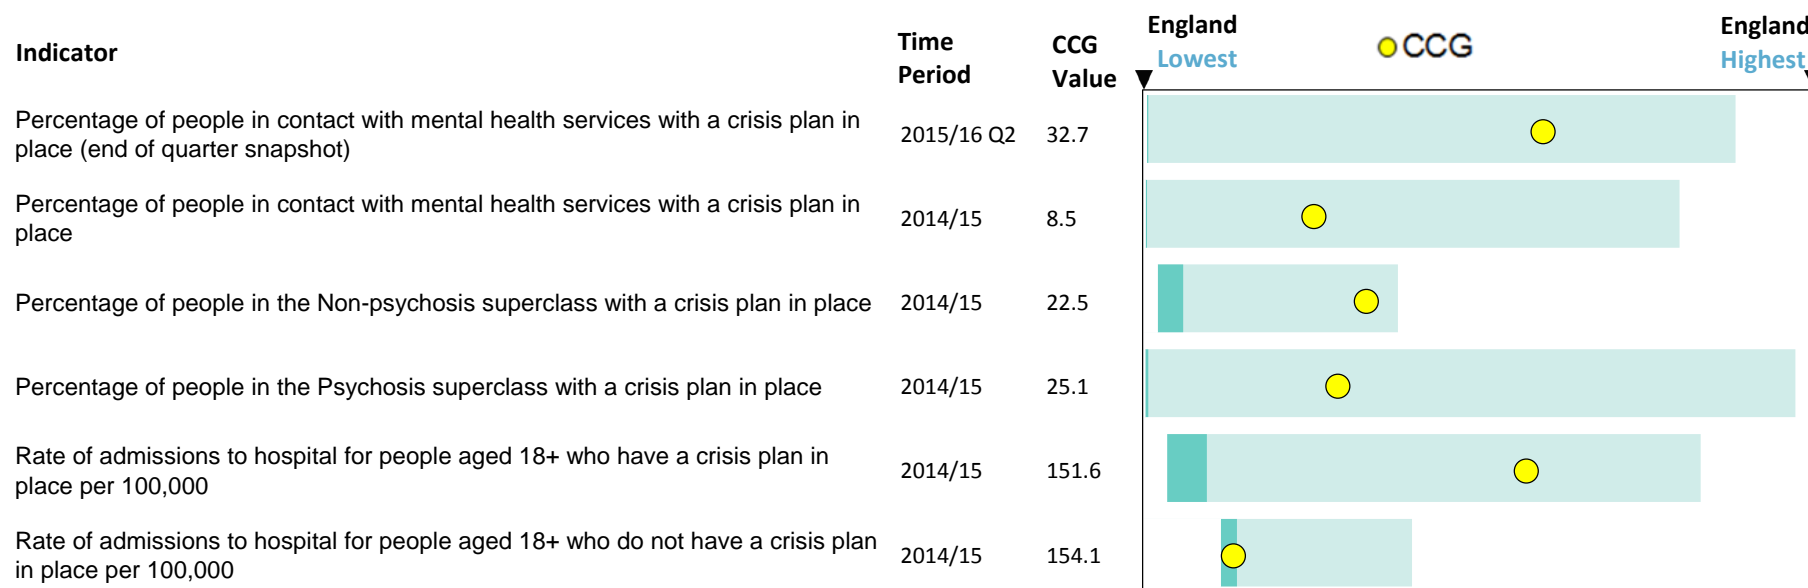 Indicator
Time Period
CCG Value
England Lowest
CCG
England Highest
Percentage of people in contact with mental health services with a crisis plan in
place (end of quarter snapshot)
2015/16 Q2
32.7
Percentage of people in contact with mental health services with a crisis plan in
place
2014/15
8.5
Percentage of people in the Non-psychosis superclass with a crisis plan in place
2014/15
22.5
Percentage of people in the Psychosis superclass with a crisis plan in place
2014/15
25.1
Rate of admissions to hospital for people aged 18+ who have a crisis plan in
place per 100,000
2014/15
151.6
Rate of admissions to hospital for people aged 18+ who do not have a crisis plan
in place per 100,000
2014/15
154.1